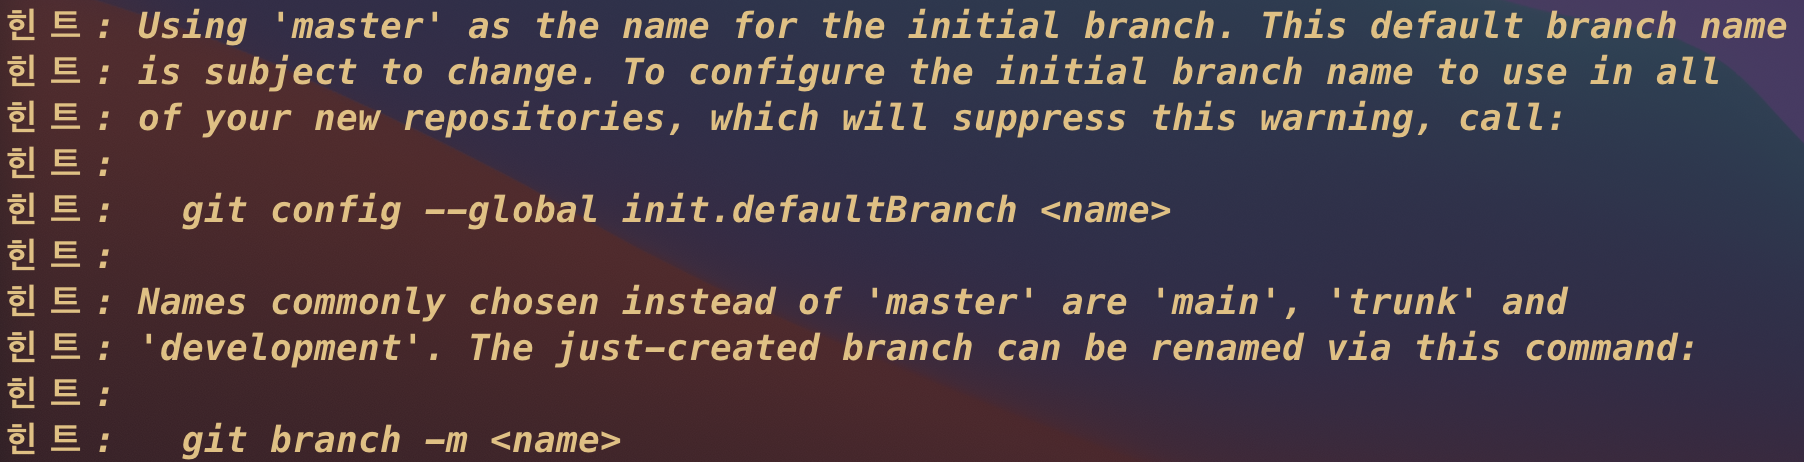 힌트: Using 'master' as the name for the initial branch. This default branch name
힌트: is subject to change. To configure the initial branch name to use in all
힌트: of your new repositories, which will suppress this warning, call:
힌트:
힌트:   git config --global init.defaultBranch <name>
힌트:
힌트: Names commonly chosen instead of 'master' are 'main', 'trunk' and
힌트: 'development'. The just-created branch can be renamed via this command:
힌트:
힌트:   git branch -m <name>